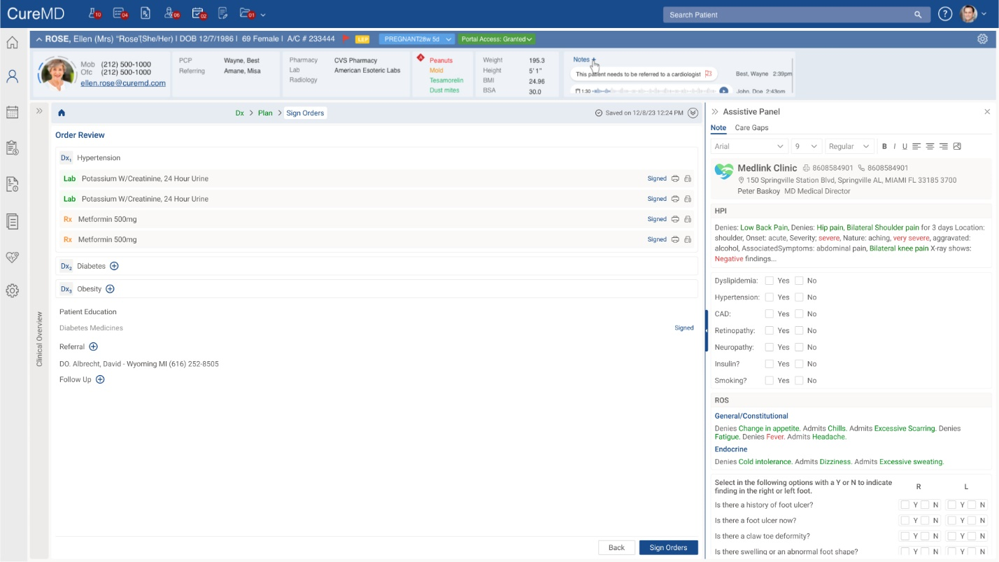 CureMD
10
04
06
02
01
Search Patient
?
ROSE, Ellen (Mrs) "Rose"(She/Her) I DOB 12/7/1986 I 69 Female I A/C # 233444
LEP
PREGNANT28w 5d
Portal Access: Granted
Mob (212) 500-1000
Ofc (212) 500-1000
ellen.rose@curemd.com
PCP Wayne, Best
Referring Amane, Misa
Pharmacy CVS Pharmacy
Lab American Esoteric Labs
Radiology
Peanuts
Mold
Tesamorelin
Dust mites
Weight 195.3
Height 5' 1"
BMI 24.96
BSA 30.0
Notes +
This patient needs to be referred to a cardiologist
Best, Wayne 2:39pm
1:30
John, Doe 2:43pm
Dx > Plan > Sign Orders
Saved on 12/8/23 12:24 PM
Order Review
Dx1 Hypertension
Lab Potassium W/Creatinine, 24 Hour Urine Signed
Lab Potassium W/Creatinine, 24 Hour Urine Signed
Rx Metformin 500mg Signed
Rx Metformin 500mg Signed
Dx2 Diabetes
Dx3 Obesity
Patient Education
Diabetes Medicines Signed
Referral
DO. Albrecht, David - Wyoming MI (616) 252-8505
Follow Up
Back
Sign Orders
Clinical Overview
Assistive Panel
Note Care Gaps
Arial 9 Regular B I U
Medlink Clinic 8608584901 8608584901
150 Springville Station Blvd, Springville AL, MIAMI FL 33185 3700
Peter Baskoy MD Medical Director
HPI
Denies: Low Back Pain, Denies: Hip pain, Bilateral Shoulder pain for 3 days Location:
shoulder, Onset: acute, Severity; severe, Nature: aching, very severe, aggravated:
alcohol, AssociatedSymptoms: abdominal pain, Bilateral knee pain X-ray shows:
Negative findings...
Dyslipidemia: Yes No
Hypertension: Yes No
CAD: Yes No
Retinopathy: Yes No
Neuropathy: Yes No
Insulin? Yes No
Smoking? Yes No
ROS
General/Constitutional
Denies Change in appetite. Admits Chills. Admits Excessive Scarring. Denies
Fatigue. Denies Fever. Admits Headache.
Endocrine
Denies Cold intolerance. Admits Dizziness. Admits Excessive sweating.
Select in the following options with a Y or N to indicate
finding in the right or left foot.
R L
Is there a history of foot ulcer? Y N Y N
Is there a foot ulcer now? Y N Y N
Is there a claw toe deformity? Y N Y N
Is there swelling or an abnormal foot shape? Y N Y N